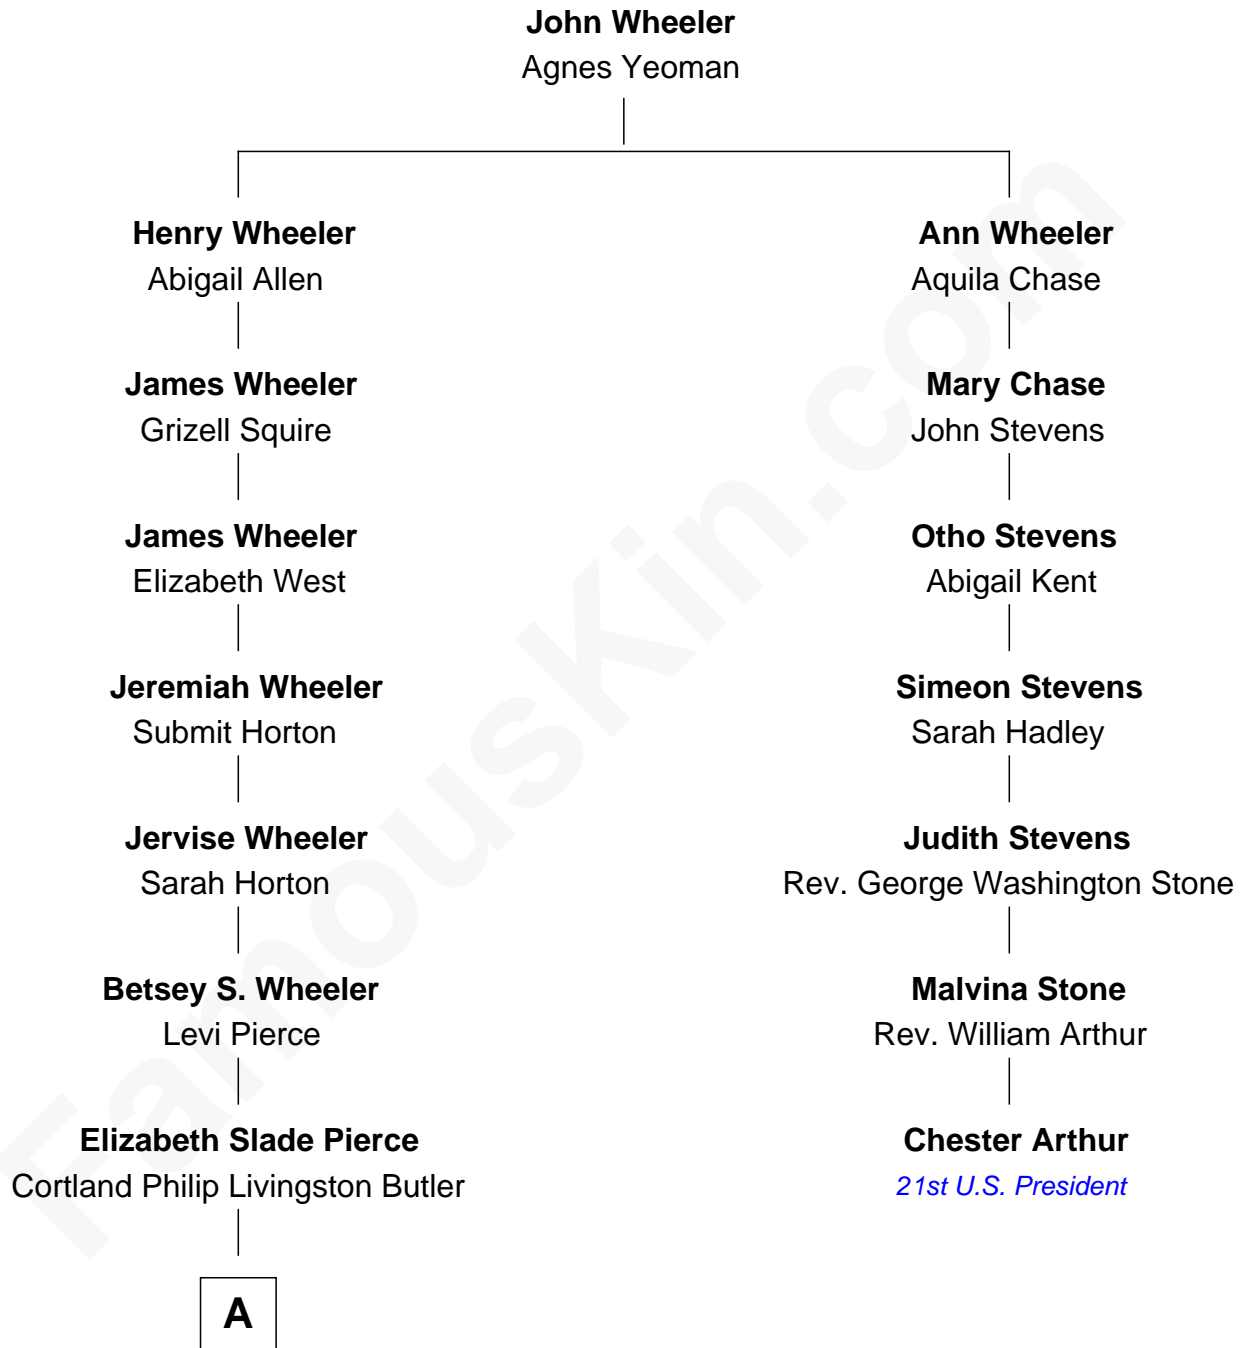 John Wheeler
Agnes Yeoman
Henry Wheeler
Abigail Allen
James Wheeler
Grizell Squire
James Wheeler
Elizabeth West
Jeremiah Wheeler
Submit Horton
Jervise Wheeler
Sarah Horton
Betsey S. Wheeler
Levi Pierce
Elizabeth Slade Pierce
Cortland Philip Livingston Butler
A
Ann Wheeler
Aquila Chase
Mary Chase
John Stevens
Otho Stevens
Abigail Kent
Simeon Stevens
Sarah Hadley
Judith Stevens
Rev. George Washington Stone
Malvina Stone
Rev. William Arthur
Chester Arthur
21st U.S. President
FamousKin.com